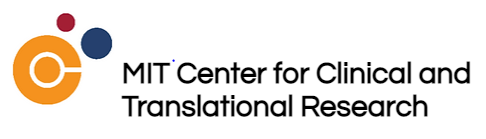 MIT Center for Clinical and
Translational Research